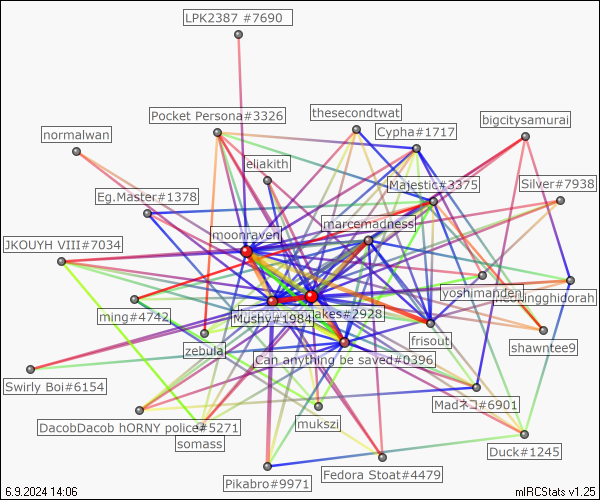 LPK2387 #7690
Pocket Persona#3326
thesecondtwat
bigcitysamurai
normalwan
Cypha#1717
eliakith
Majestic#3375
Silver#7938
Eg.Master#1378
marcemadness
moonraven
JKOUYH VIII#7034
yoshimanden
ghidorah
ming#4742
Mushy#1984
akes#2928
frisout
shawntee9
zebula
Can anything be saved#0396
Swirly Boi#6154
Madネコ#6901
DacobDacob hORNY police#5271
mukszi
somass
Duck#1245
Fedora Stoat#4479
Pikabro#9971
6.9.2024 14:06
mIRCStats v1.25